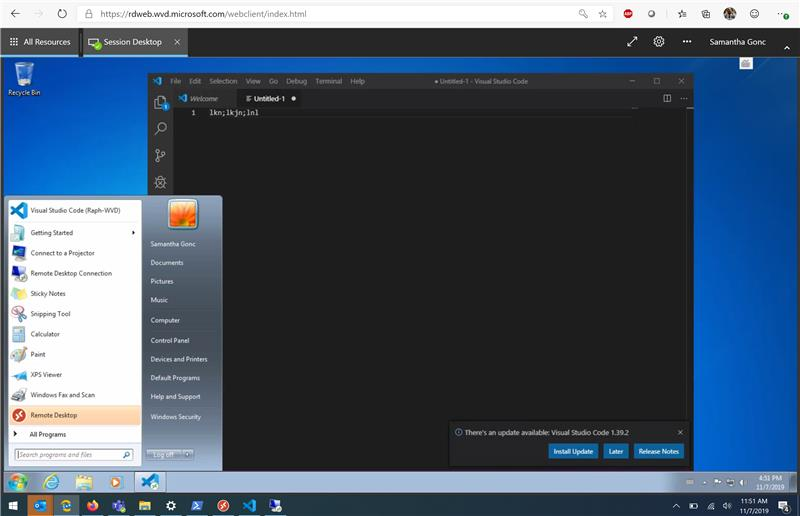 https://rdweb.wvd.microsoft.com/webclient/index.html
All Resources
Session Desktop
Samantha Gonc
Recycle Bin
File Edit Selection View Go Debug Terminal Help
● Untitled-1 - Visual Studio Code
Welcome
Untitled-1
1 lkn;lkjn;lnl
Visual Studio Code (Raph-WVD)
Getting Started
Connect to a Projector
Remote Desktop Connection
Sticky Notes
Snipping Tool
Calculator
Paint
XPS Viewer
Windows Fax and Scan
Remote Desktop
All Programs
Search programs and files
Samantha Gonc
Documents
Pictures
Music
Computer
Control Panel
Devices and Printers
Default Programs
Help and Support
Windows Security
Log off
There's an update available: Visual Studio Code 1.39.2
Install Update
Later
Release Notes
4:51 PM
11/7/2019
11:51 AM
11/7/2019